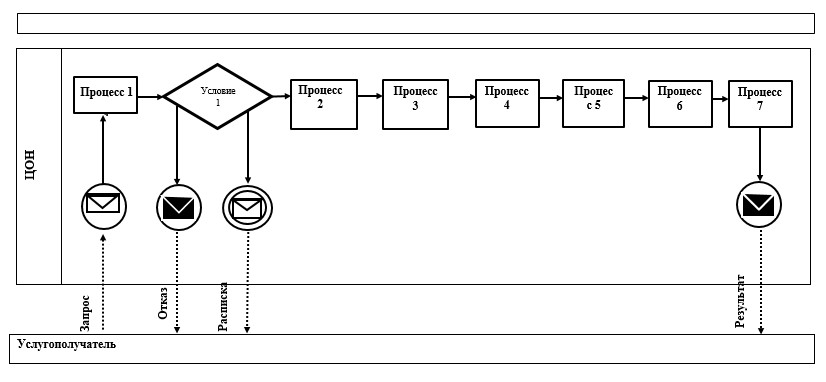 ЦОН
Процесс 1
Условие
1
Процесс
2
Процесс
3
Процесс
4
Процес
с 5
Процесс
6
Процесс
7
Запрос
Отказ
Расписка
Результат
Услугополучатель